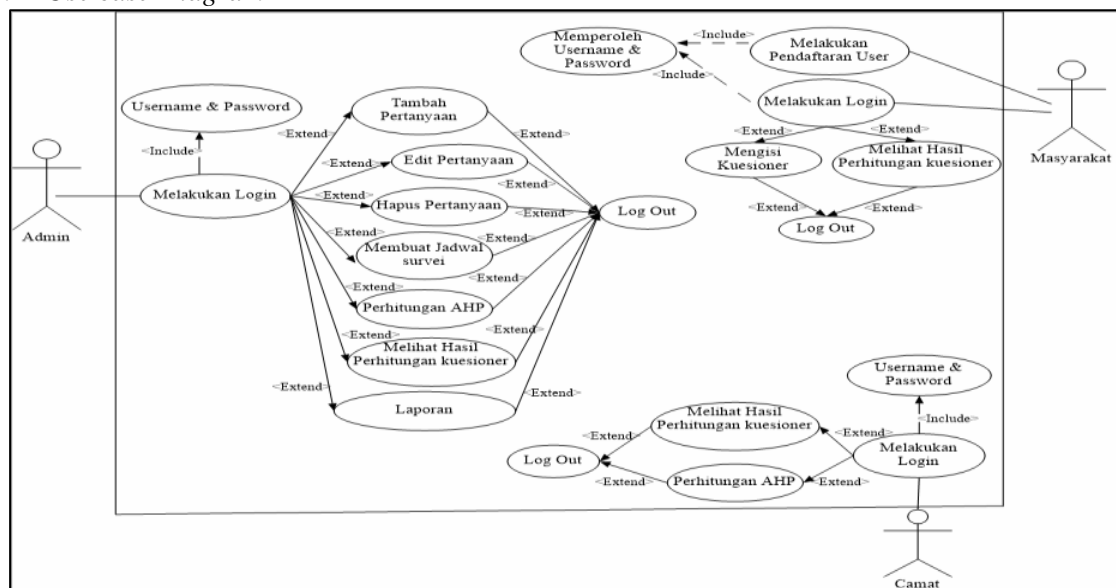 Memperoleh
Username &
Password
<Include>
<Include>
Melakukan
Pendaftaran User
Melakukan Login
<Extend>
<Extend>
Mengisi
Kuesioner
Melihat Hasil
Perhitungan kuesioner
<Extend>
<Extend>
Log Out
Masyarakat
Username & Password
<Include>
Melakukan Login
Admin
<Extend>
Tambah
Pertanyaan
<Extend>
<Extend>
Edit Pertanyaan
<Extend>
<Extend>
Hapus Pertanyaan
<Extend>
<Extend>
Membuat Jadwal
survei
<Extend>
<Extend>
Perhitungan AHP
<Extend>
<Extend>
Melihat Hasil
Perhitungan kuesioner
<Extend>
<Extend>
Laporan
<Extend>
Log Out
Username &
Password
<Include>
Melakukan
Login
<Extend>
<Extend>
Melihat Hasil
Perhitungan kuesioner
Perhitungan AHP
<Extend>
<Extend>
Log Out
Camat